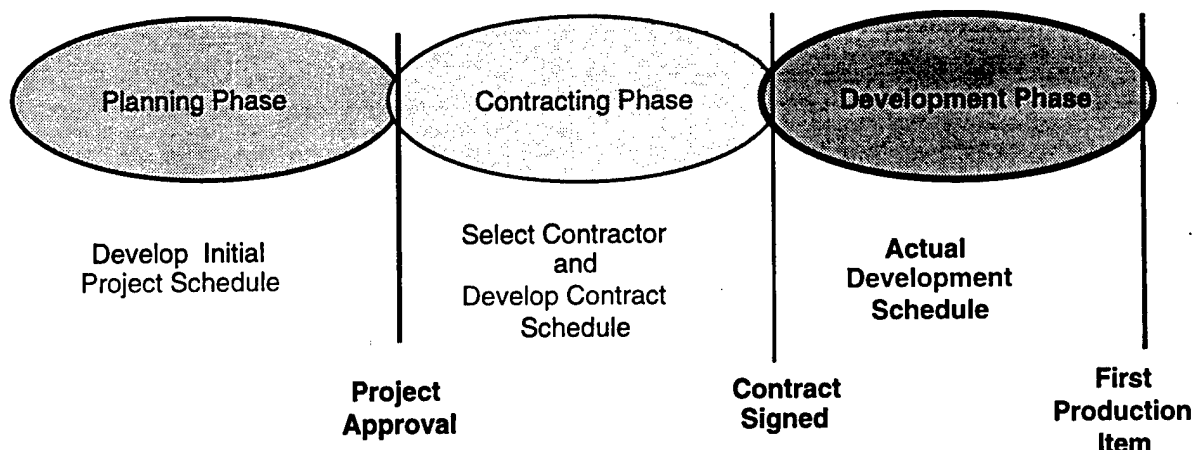 Planning Phase
Contracting Phase
Development Phase
Develop Initial
Project Schedule
Select Contractor
and
Develop Contract
Schedule
Actual
Development
Schedule
Project
Approval
Contract
Signed
First
Production
Item